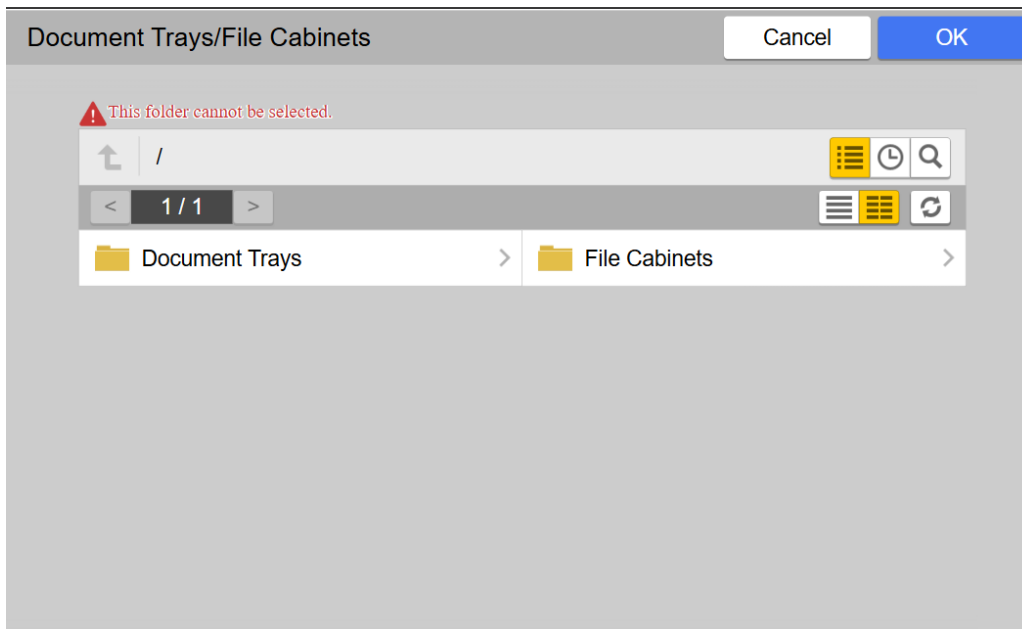 Document Trays/File Cabinets
Cancel
OK
This folder cannot be selected.
/
<
1 / 1
>
Document Trays
>
File Cabinets
>